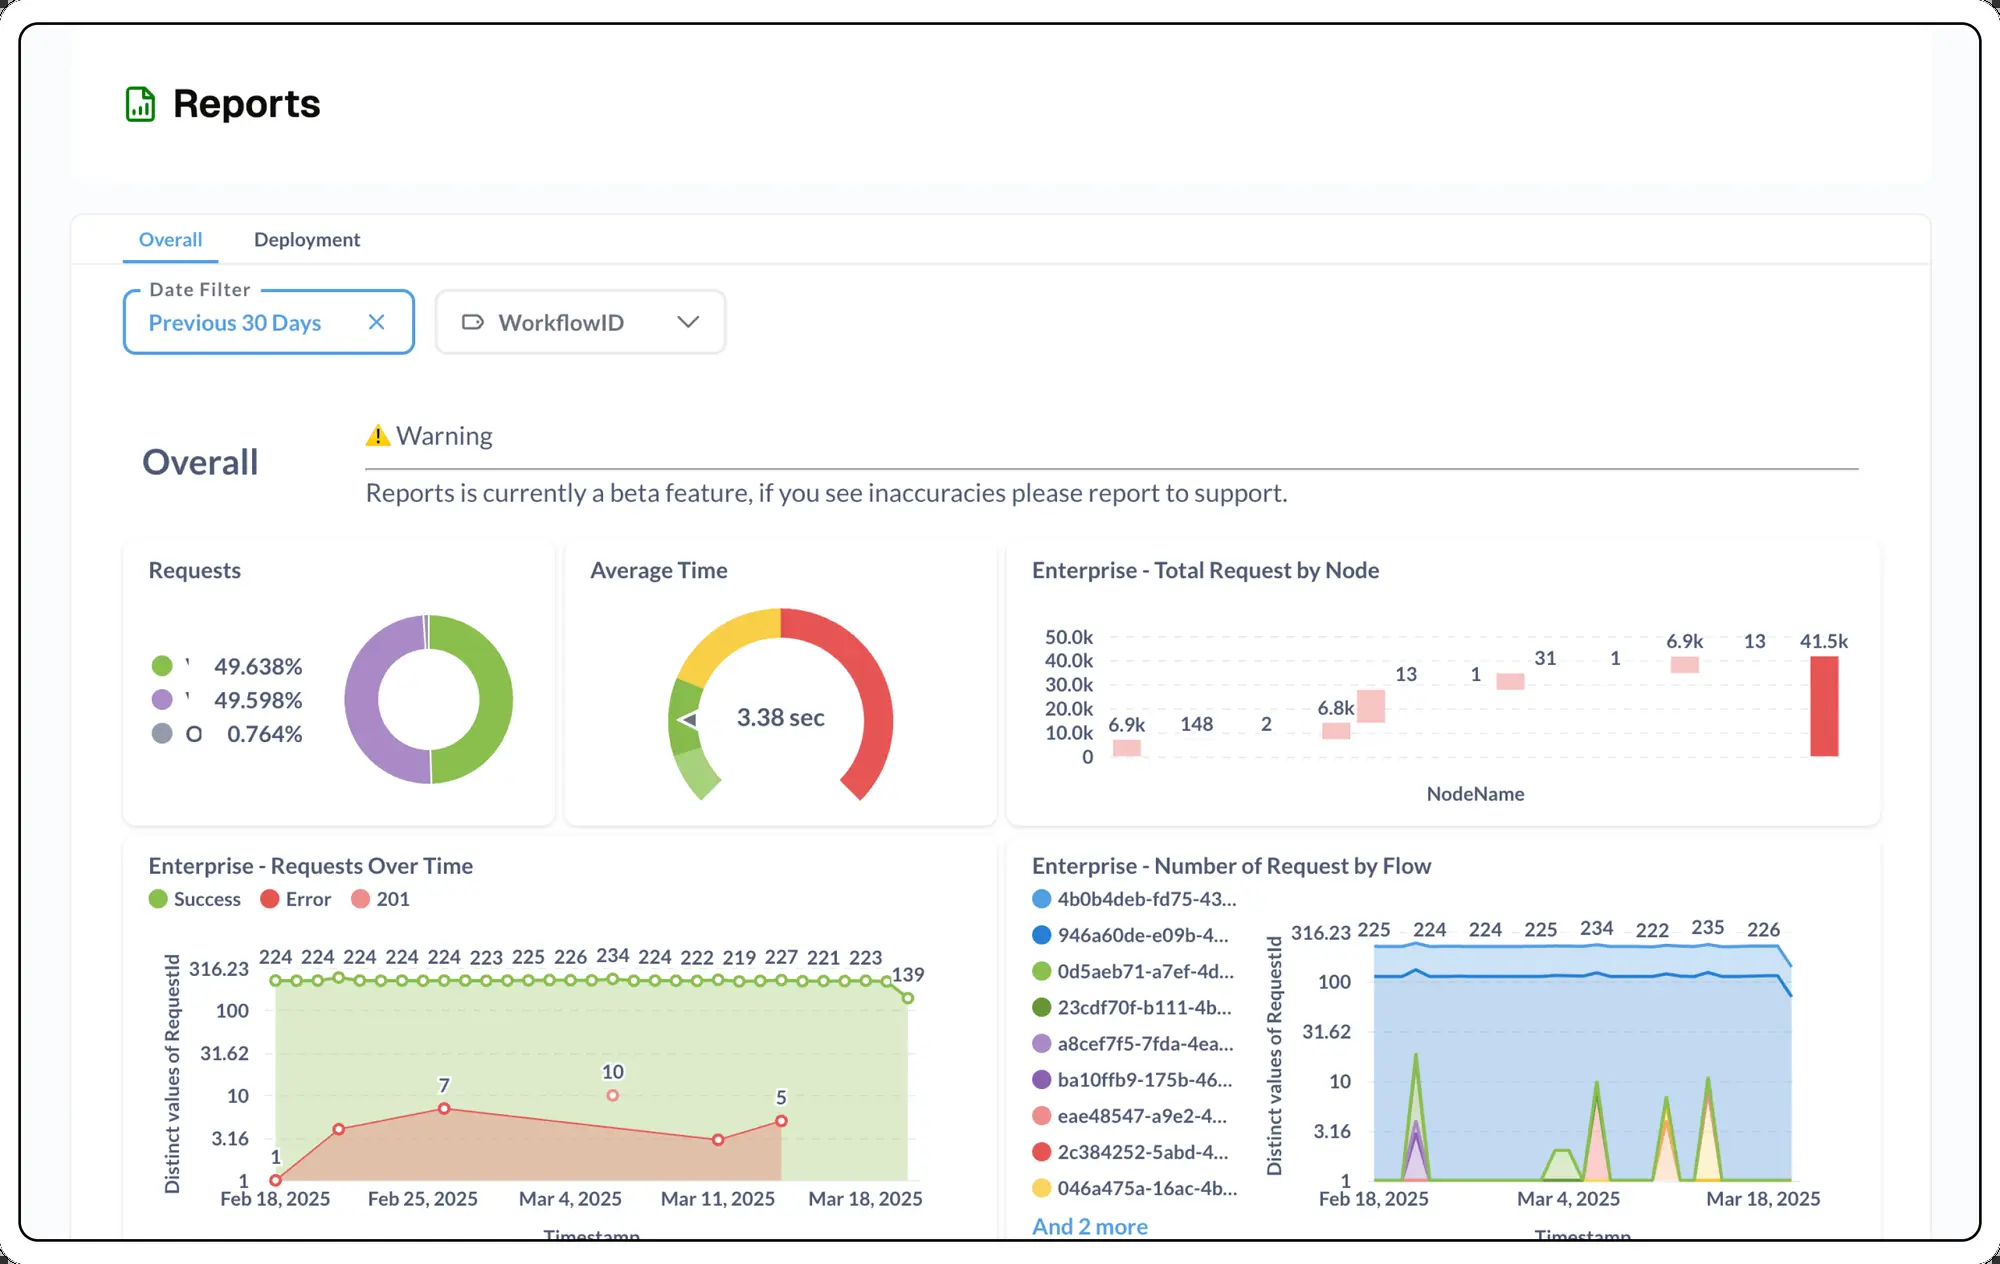 Reports
Overall
Deployment
Date Filter
Previous 30 Days
WorkflowID
Overall
⚠️ Warning
Reports is currently a beta feature, if you see inaccuracies please report to support.
Requests
49.638%
49.598%
O 0.764%
Average Time
3.38 sec
Enterprise - Total Request by Node
50.0k
40.0k
30.0k
20.0k
10.0k
0
6.9k 148 2 6.8k 13 1 31 1 6.9k 13 41.5k
NodeName
Enterprise - Requests Over Time
Success Error 201
Distinct values of RequestId
316.23
100
31.62
10
3.16
1
224 224 224 224 224 223 225 226 234 224 222 219 227 221 223 139
1 7 10 5
Feb 18, 2025 Feb 25, 2025 Mar 4, 2025 Mar 11, 2025 Mar 18, 2025
Timestamp
Enterprise - Number of Request by Flow
4b0b4deb-fd75-43...
946a60de-e09b-4...
0d5aeb71-a7ef-4d...
23cdf70f-b111-4b...
a8cef7f5-7fda-4ea...
ba10ffb9-175b-46...
eae48547-a9e2-4...
2c384252-5abd-4...
046a475a-16ac-4b...
And 2 more
Distinct values of RequestId
316.23
100
31.62
10
3.16
1
225 224 224 225 234 222 235 226
Feb 18, 2025 Mar 4, 2025 Mar 18, 2025
Timestamp